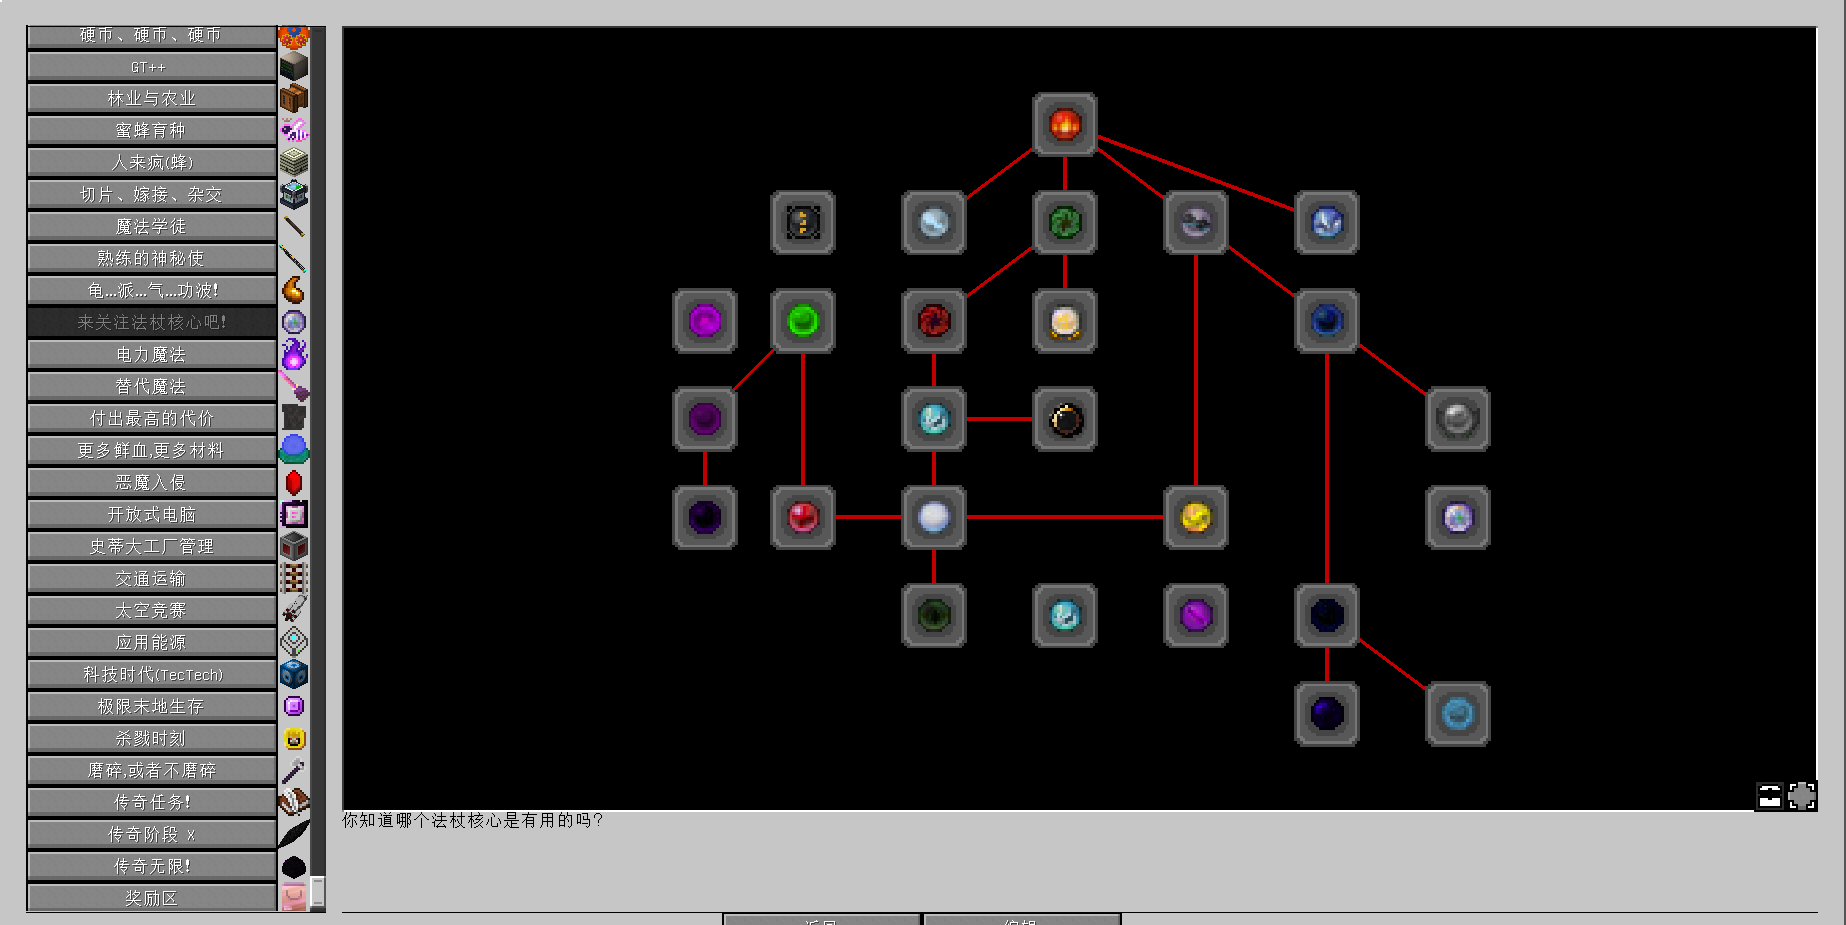 硬币、硬币、硬币
GT++
林业与农业
蜜蜂育种
人来疯(蜂)
切片、嫁接、杂交
魔法学徒
熟练的神秘使
龟...派...气...功波!
来关注法杖核心吧!
电力魔法
替代魔法
付出最高的代价
更多鲜血,更多材料
恶魔入侵
开放式电脑
史蒂大工厂管理
交通运输
太空竞赛
应用能源
科技时代(TecTech)
极限末地生存
杀戮时刻
磨碎,或者不磨碎
传奇任务!
传奇阶段 X
传奇无限!
奖励区
你知道哪个法杖核心是有用的吗?